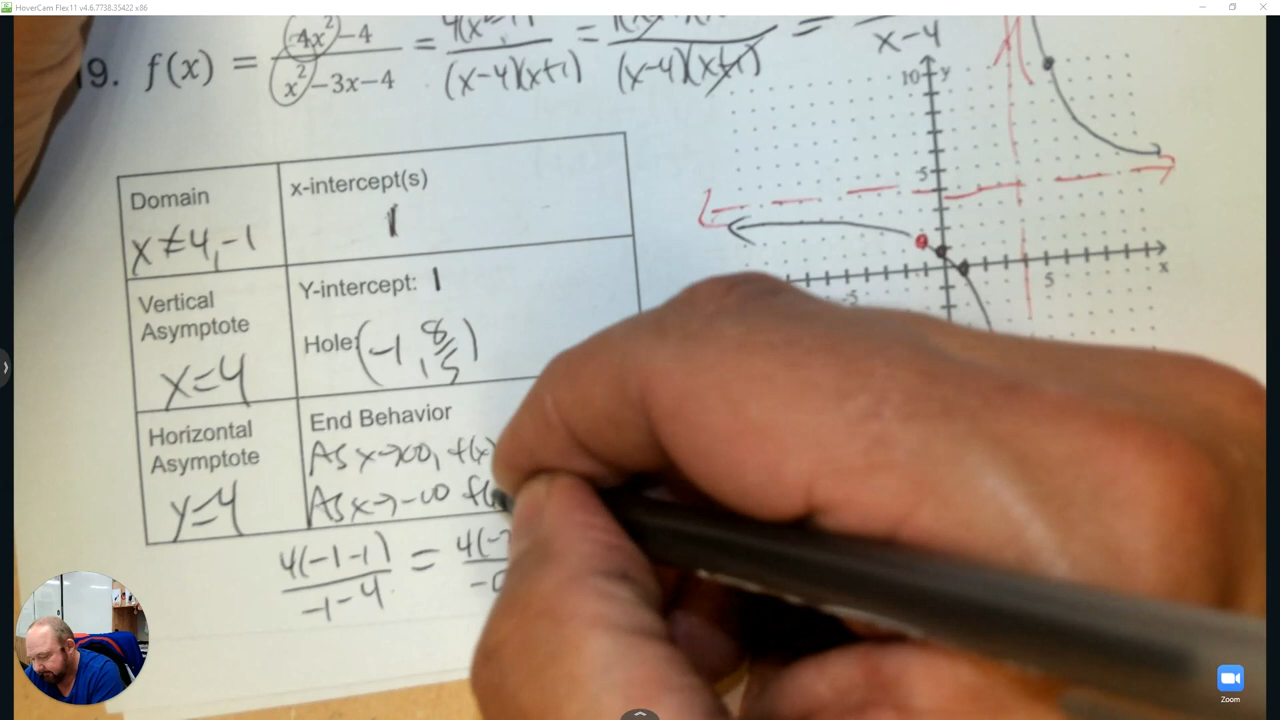 HoverCam Flex11 v4.6.7738.35422 x86
9. f(x) = (4x²-4)/(x²-3x-4) = /(x-4)(x+1) = /(x-4)(x+1) = /x-4
Domain
x≠4,-1
x-intercept(s)
1
Vertical
Asymptote
x=4
Y-intercept: 1
Hole: (-1, 8/5)
Horizontal
Asymptote
y=4
End Behavior
As x→∞, f(x)
As x→-∞ f(
4(-1-1)/-1-4 = 4(-
10 y
5
-5
5
x
Zoom